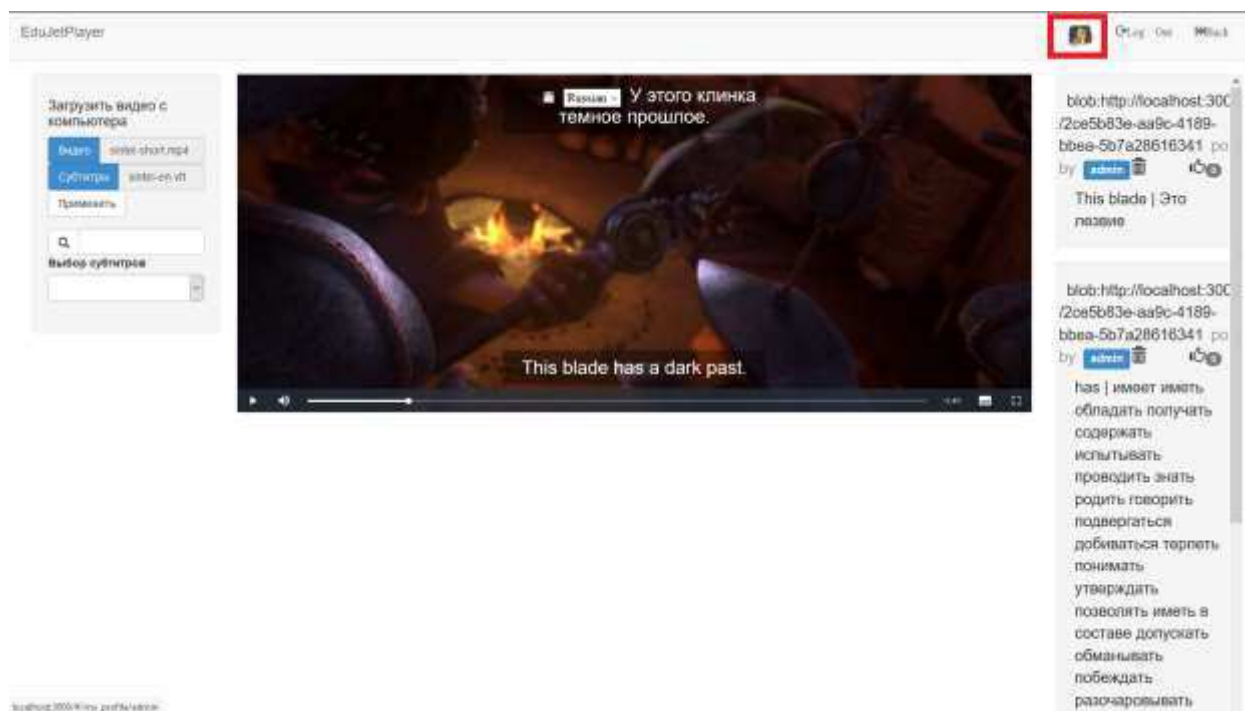 EduJetPlayer
Log Out Back
Загрузить видео с
компьютера
Видео sintel-short.mp4
Субтитры sintel-en.vtt
Применить
Выбор субтитров
Russian У этого клинка
темное прошлое.
This blade has a dark past.
blob:http://localhost:300
/2ce5b83e-aa9c-4189-
bbea-5b7a28616341 po
by admin
This blade | Это
лезвие
blob:http://localhost:300
/2ce5b83e-aa9c-4189-
bbea-5b7a28616341 po
by admin
has | имеет иметь
обладать получать
содержать
испытывать
проводить знать
родить говорить
подвергаться
добиваться терпеть
понимать
утверждать
позволять иметь в
составе допускать
обманывать
побеждать
разочаровывать